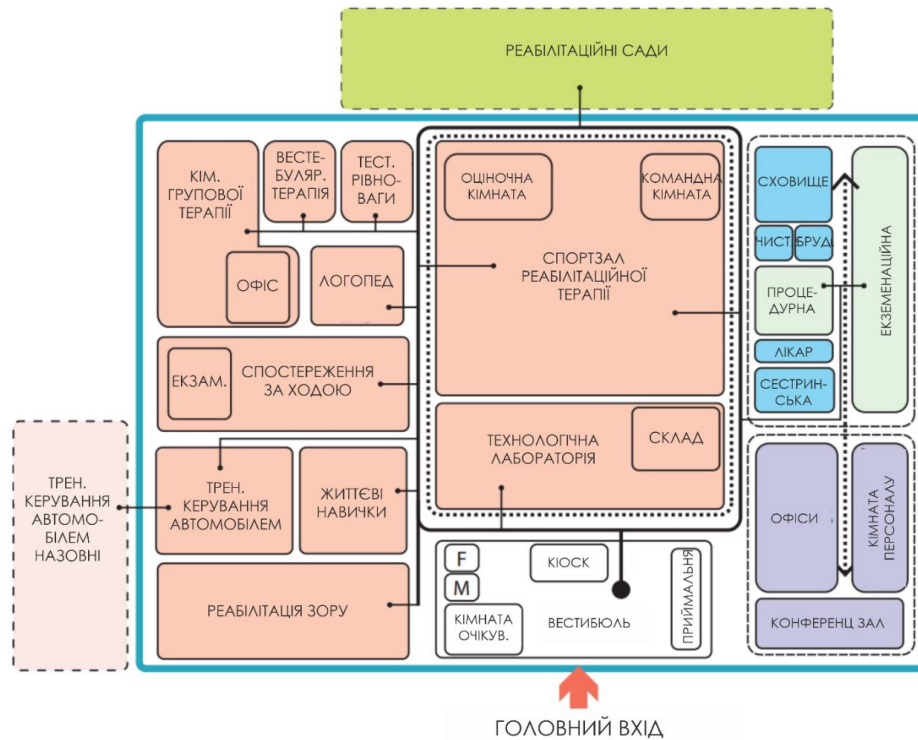 РЕАБІЛІТАЦІЙНІ САДИ
КІМ.
ГРУПОВОЇ
ТЕРАПІЇ
ОФІС
ВЕСТЕ-
БУЛЯР.
ТЕРАПІЯ
ТЕСТ.
РІВНО-
ВАГИ
ЛОГОПЕД
ОЦІНОЧНА
КІМНАТА
КОМАНДНА
КІМНАТА
СПОРТЗАЛ
РЕАБІЛІТАЦІЙНОЇ
ТЕРАПІЇ
СХОВИЩЕ
ЧИСТ.
БРУД.
ПРОЦЕ-
ДУРНА
ЛІКАР
СЕСТРИН-
СЬКА
ЕКЗЕМЕНАЦІЙНА
ЕКЗАМ.
СПОСТЕРЕЖЕННЯ
ЗА ХОДОЮ
ТЕХНОЛОГІЧНА
ЛАБОРАТОРІЯ
СКЛАД
ТРЕН.
КЕРУВАННЯ
АВТОМО-
БІЛЕМ
НАЗОВНІ
ТРЕН.
КЕРУВАННЯ
АВТОМОБІЛЕМ
ЖИТТЄВІ
НАВИЧКИ
ОФІСИ
КІМНАТА
ПЕРСОНАЛУ
КОНФЕРЕНЦ ЗАЛ
РЕАБІЛІТАЦІЯ ЗОРУ
F
M
КІМНАТА
ОЧІКУВ.
КІОСК
ВЕСТИБЮЛЬ
ПРИЙМАЛЬНЯ
ГОЛОВНИЙ ВХІД